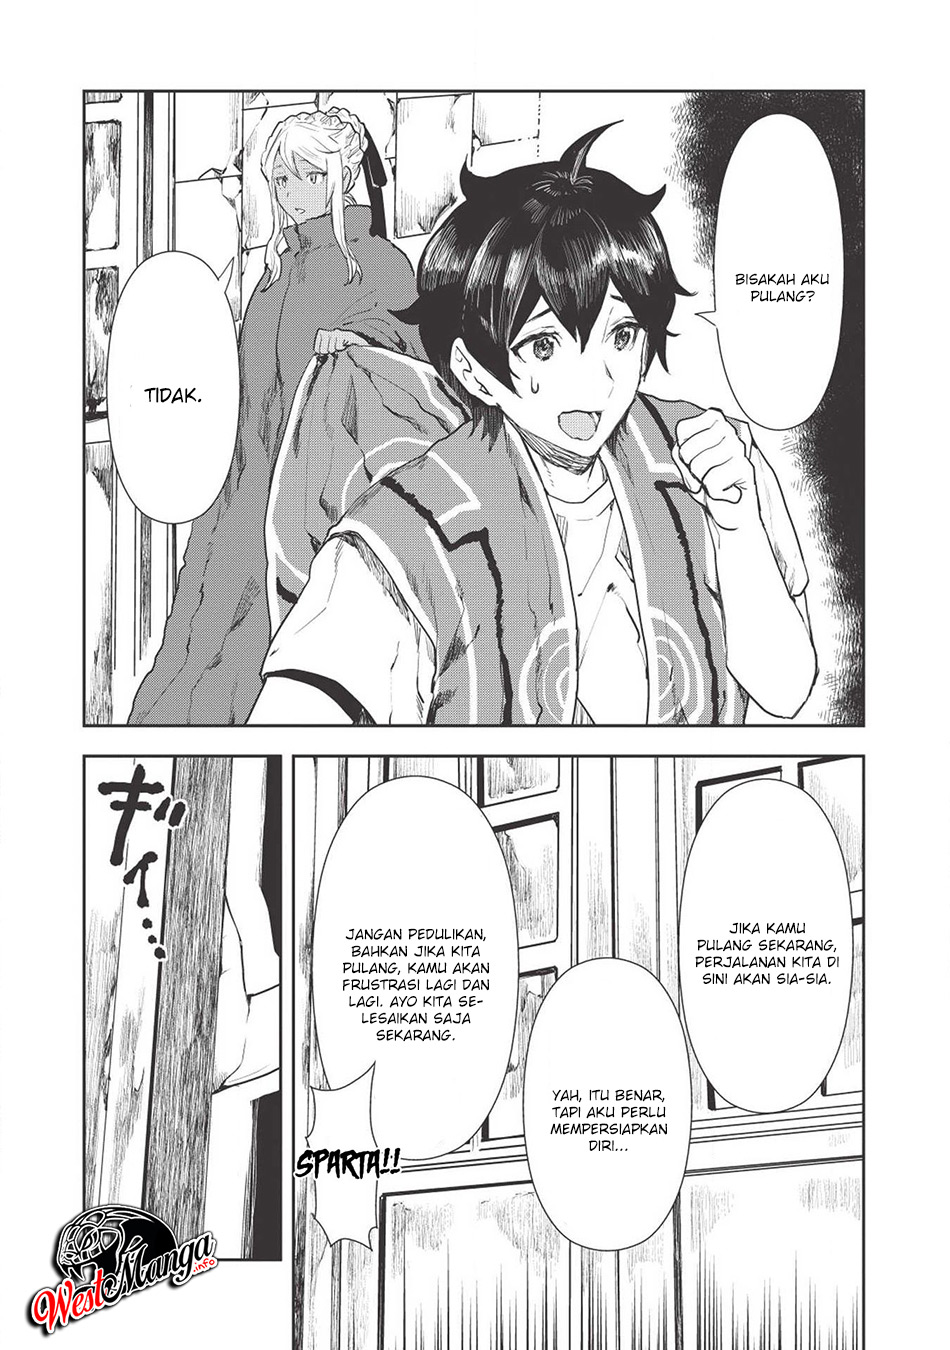 BISAKAH AKU
PULANG?
TIDAK.
JIKA KAMU
PULANG SEKARANG,
PERJALANAN KITA DI
SINI AKAN SIA-SIA.
YAH, ITU BENAR,
TAPI AKU PERLU
MEMPERSIAPKAN
DIRI...
JANGAN PEDULIKAN,
BAHKAN JIKA KITA
PULANG, KAMU AKAN
FRUSTRASI LAGI DAN
LAGI. AYO KITA SE-
LESAIKAN SAJA
SEKARANG.
SPARTA!!
ギィ...
WestManga
.info